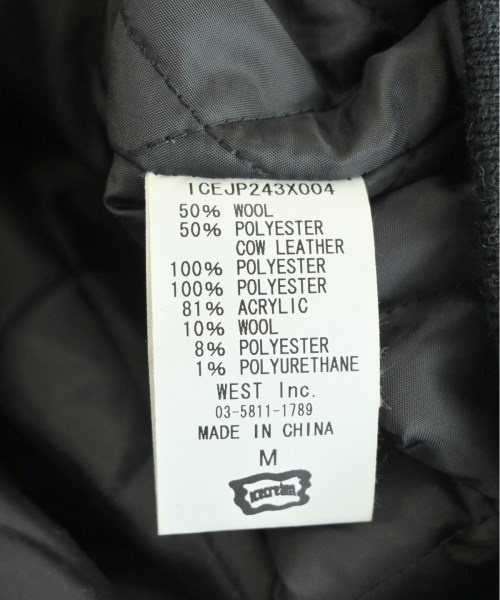 ICEJP243X004
50% WOOL
50% POLYESTER
COW LEATHER
100% POLYESTER
100% POLYESTER
81% ACRYLIC
10% WOOL
8% POLYESTER
1% POLYURETHANE
WEST Inc.
03-5811-1789
MADE IN CHINA
M